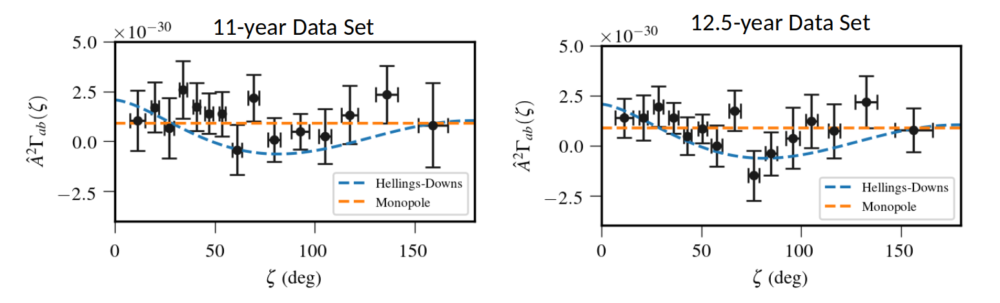 11-year Data Set
×10⁻³⁰
5.0
2.5
0.0
−2.5
Â²Γₐb(ζ)
Hellings-Downs
Monopole
0 50 100 150
ζ (deg)
12.5-year Data Set
×10⁻³⁰
5.0
2.5
0.0
−2.5
Â²Γₐb(ζ)
Hellings-Downs
Monopole
0 50 100 150
ζ (deg)